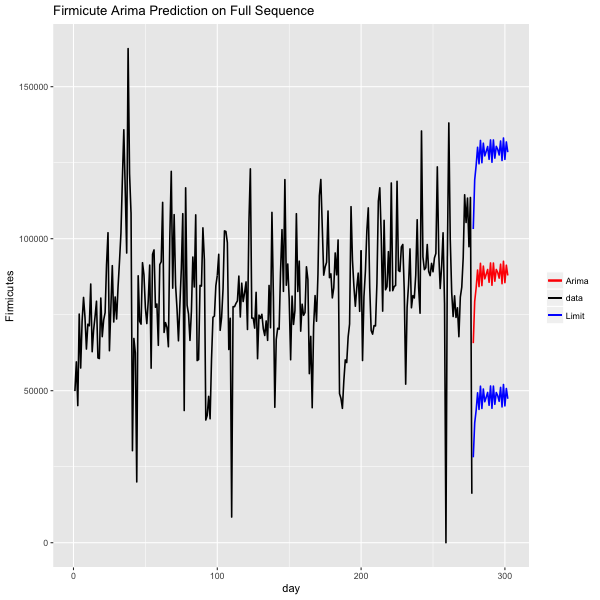 Firmicute Arima Prediction on Full Sequence
150000
100000
50000
0
Firmicutes
0 100 200 300
day
Arima
data
Limit